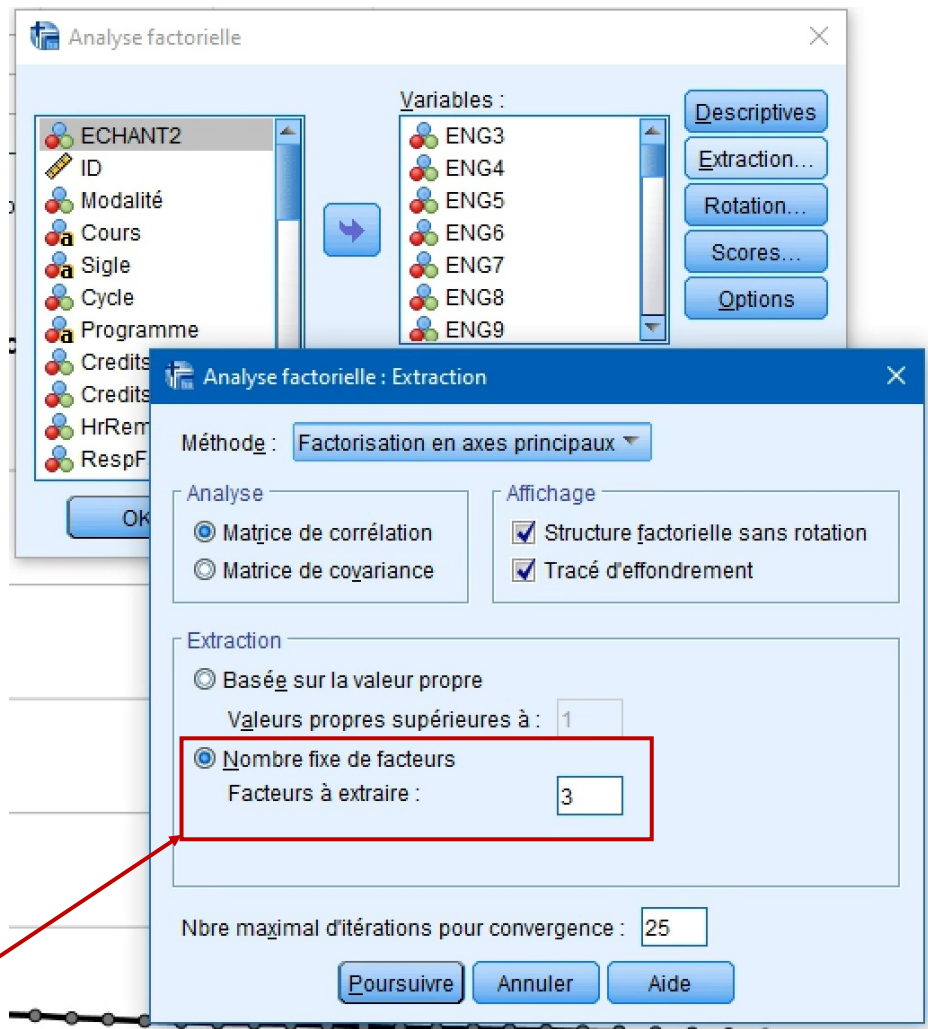 Analyse factorielle
Variables :
ECHANT2
ID
Modalité
Cours
Sigle
Cycle
Programme
Credits
Credits
HrRem
RespF
ENG3
ENG4
ENG5
ENG6
ENG7
ENG8
ENG9
Descriptives
Extraction...
Rotation...
Scores...
Options
OK
Analyse factorielle : Extraction
Méthode : Factorisation en axes principaux
Analyse
Matrice de corrélation
Matrice de covariance
Affichage
Structure factorielle sans rotation
Tracé d'effondrement
Extraction
Basée sur la valeur propre
Valeurs propres supérieures à : 1
Nombre fixe de facteurs
Facteurs à extraire : 3
Nbre maximal d'itérations pour convergence : 25
Poursuivre Annuler Aide